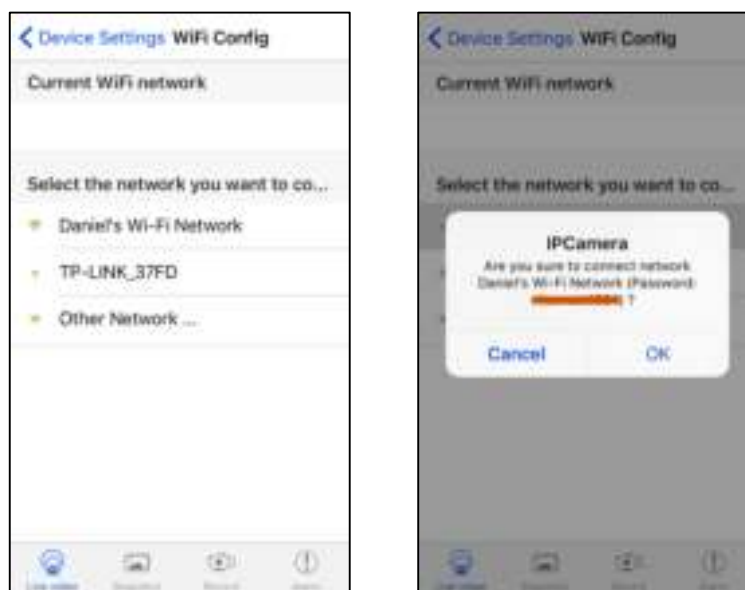 Device Settings WiFi Config
Current WiFi network
Select the network you want to co...
Daniel's Wi-Fi Network
TP-LINK_37FD
Other Network ...
Live video
Device Settings WiFi Config
Current WiFi network
Select the network you want to co...
IPCamera
Are you sure to connect network
Daniel's Wi-Fi Network (Password:
) ?
Cancel
OK